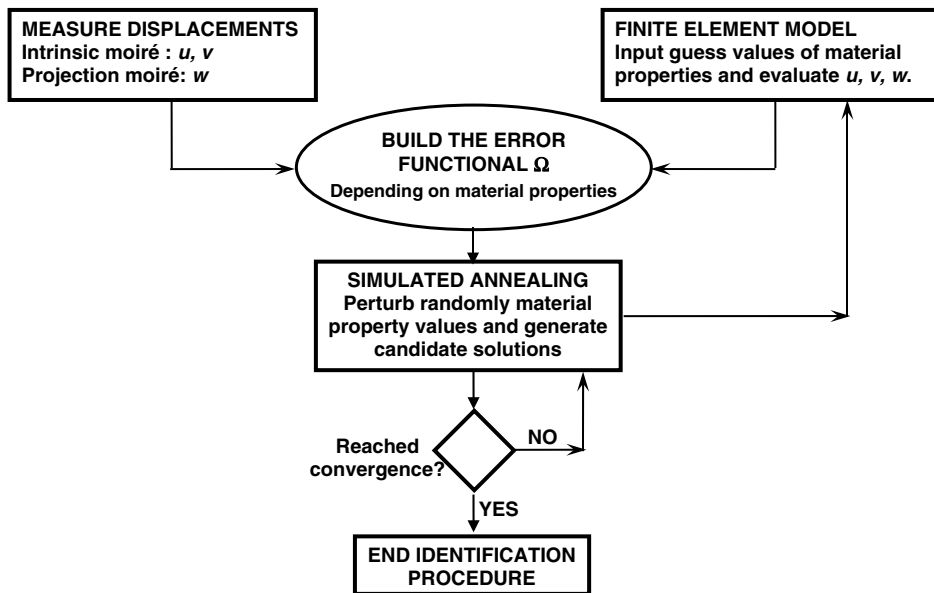 MEASURE DISPLACEMENTS
Intrinsic moiré : u, v
Projection moiré: w
FINITE ELEMENT MODEL
Input guess values of material
properties and evaluate u, v, w.
BUILD THE ERROR
FUNCTIONAL Ω
Depending on material properties
SIMULATED ANNEALING
Perturb randomly material
property values and generate
candidate solutions
Reached
convergence?
NO
YES
END IDENTIFICATION
PROCEDURE